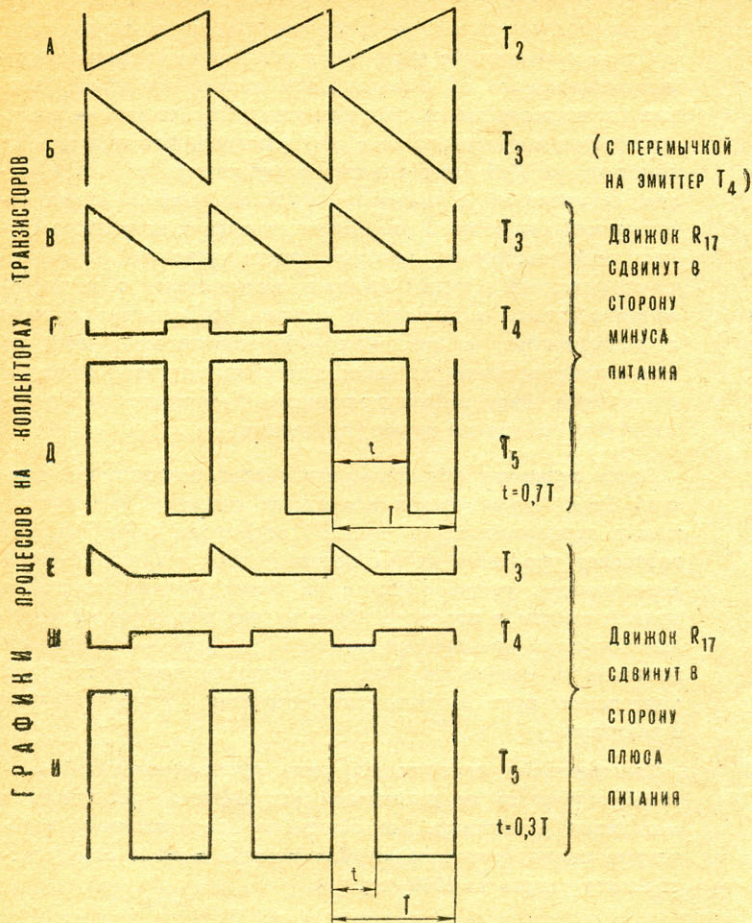 ГРАФИКИ ПРОЦЕССОВ НА КОЛЛЕКТОРАХ ТРАНЗИСТОРОВ
А T2
Б T3 (С ПЕРЕМЫЧКОЙ
НА ЭМИТТЕР T4)
В T3 ДВИЖОК R17
СДВИНУТ В
СТОРОНУ
Г T4 МИНУСА
ПИТАНИЯ
t
Д T5
t=0,7T
T
Е T3
Ж T4 ДВИЖОК R17
СДВИНУТ В
СТОРОНУ
И T5 ПЛЮСА
ПИТАНИЯ
t=0,3T
t
T